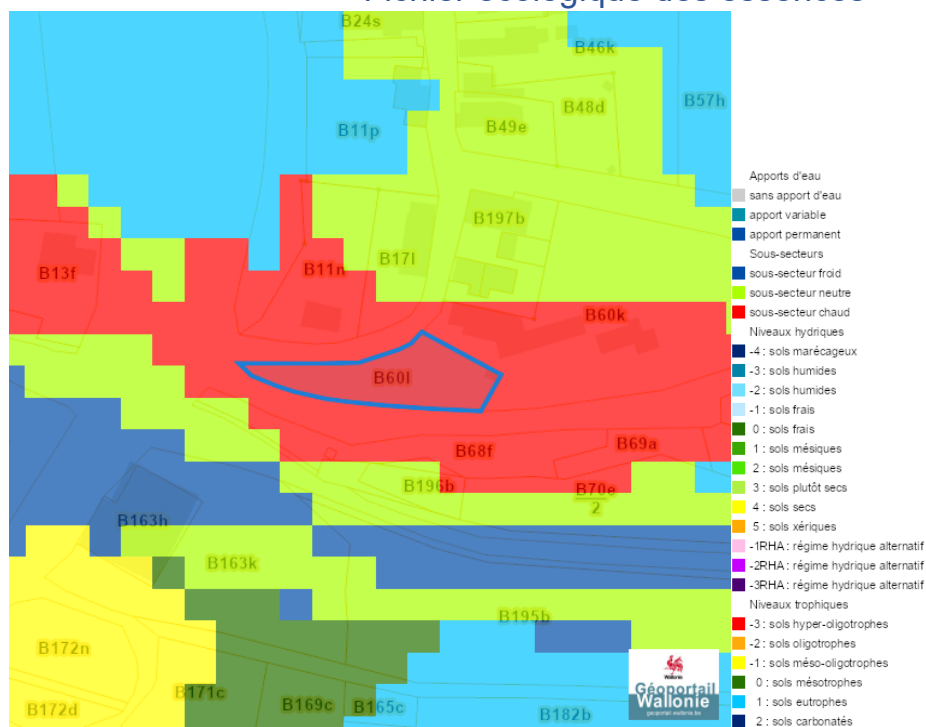 Fichier écologique des essences
B24s
B46k
B57h
B48d
B11p
B49e
B197b
B17l
B13f
B11n
B60k
B60l
B68f
B69a
B196b
B70e
2
B163h
B163k
B195b
B172n
B171c
B169c
B165c
B172d
B182b
Apports d'eau
sans apport d'eau
apport variable
apport permanent
Sous-secteurs
sous-secteur froid
sous-secteur neutre
sous-secteur chaud
Niveaux hydriques
-4 : sols marécageux
-3 : sols humides
-2 : sols humides
-1 : sols frais
0 : sols frais
1 : sols mésiques
2 : sols mésiques
3 : sols plutôt secs
4 : sols secs
5 : sols xériques
-1RHA : régime hydrique alternatif
-2RHA : régime hydrique alternatif
-3RHA : régime hydrique alternatif
Niveaux trophiques
-3 : sols hyper-oligotrophes
-2 : sols oligotrophes
-1 : sols méso-oligotrophes
0 : sols mésotrophes
1 : sols eutrophes
2 : sols carbonatés
Wallonie
Géoportail
Wallonie
geoportail.wallonie.be